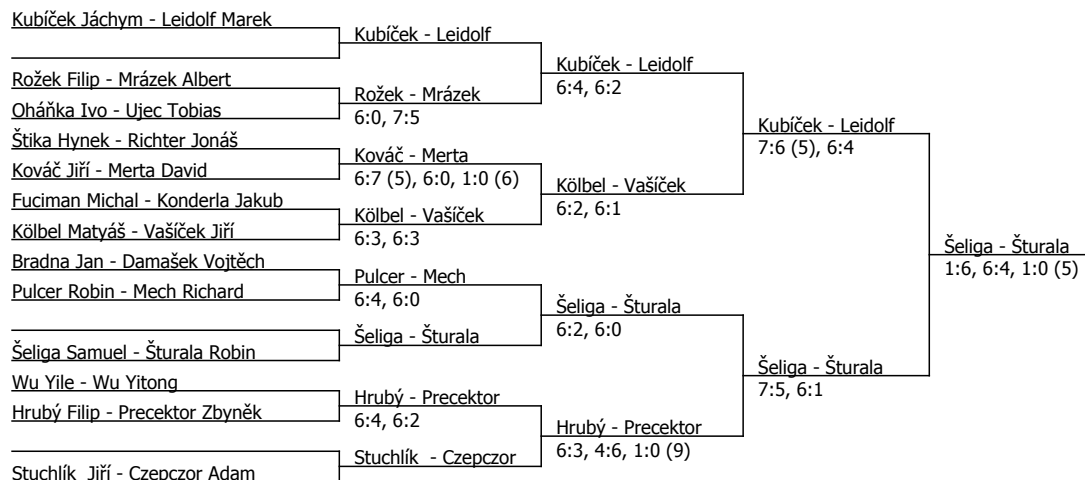 Kubíček Jáchym - Leidolf Marek
Rožek Filip - Mrázek Albert
Oháňka Ivo - Ujec Tobias
Štika Hynek - Richter Jonáš
Kováč Jiří - Merta David
Fuciman Michal - Konderla Jakub
Kölbel Matyáš - Vašíček Jiří
Bradna Jan - Damašek Vojtěch
Pulcer Robin - Mech Richard
Šeliga Samuel - Šturala Robin
Wu Yile - Wu Yitong
Hrubý Filip - Precektor Zbyněk
Stuchlík  Jiří - Czepczor Adam
Kubíček - Leidolf
Rožek - Mrázek
6:0, 7:5
Kováč - Merta
6:7 (5), 6:0, 1:0 (6)
Kölbel - Vašíček
6:3, 6:3
Pulcer - Mech
6:4, 6:0
Šeliga - Šturala
Hrubý - Precektor
6:4, 6:2
Stuchlík  - Czepczor
Kubíček - Leidolf
6:4, 6:2
Kölbel - Vašíček
6:2, 6:1
Šeliga - Šturala
6:2, 6:0
Hrubý - Precektor
6:3, 4:6, 1:0 (9)
Kubíček - Leidolf
7:6 (5), 6:4
Šeliga - Šturala
7:5, 6:1
Šeliga - Šturala
1:6, 6:4, 1:0 (5)